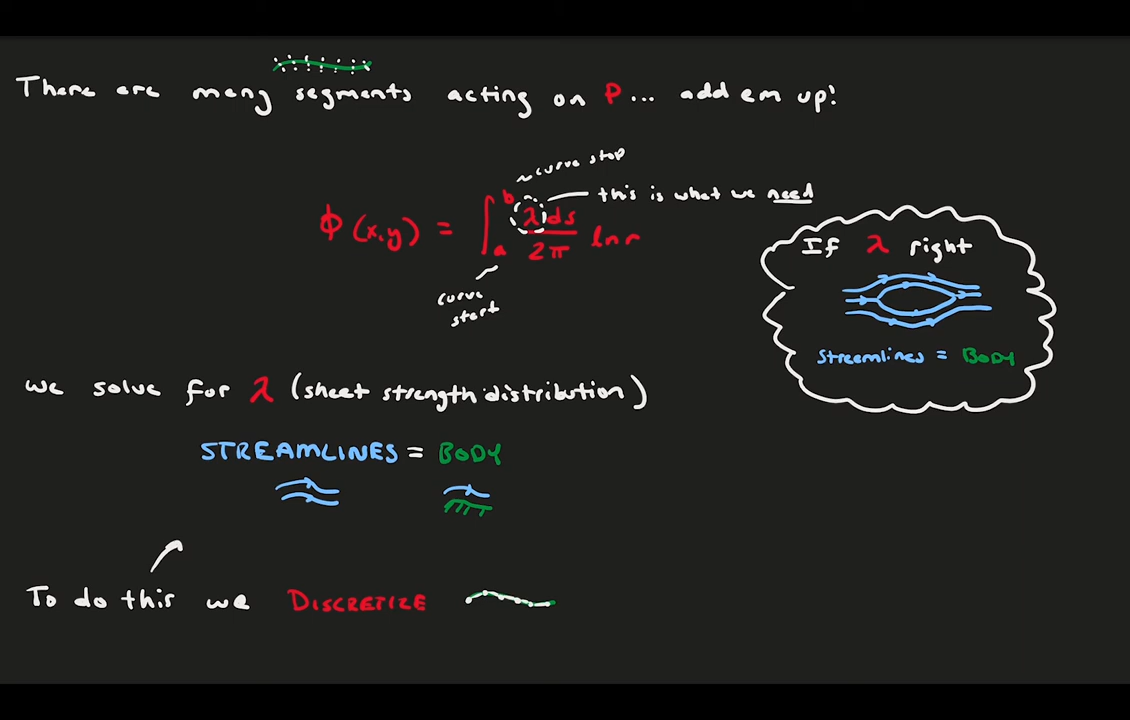 There are many segments acting on P... add em up!
~curve stop
this is what we need
ϕ(x,y) = ∫_a^b λds/2π ln r
curve start
If λ right
Streamlines = Body
we solve for λ (sheet strength distribution)
STREAMLINES = BODY
To do this we DISCRETIZE